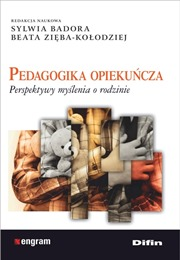 REDAKCJA NAUKOWA
SYLWIA BADORA
BEATA ZIĘBA-KOŁODZIEJ
PEDAGOGIKA OPIEKUŃCZA
Perspektywy myślenia o rodzinie
engram
Difin